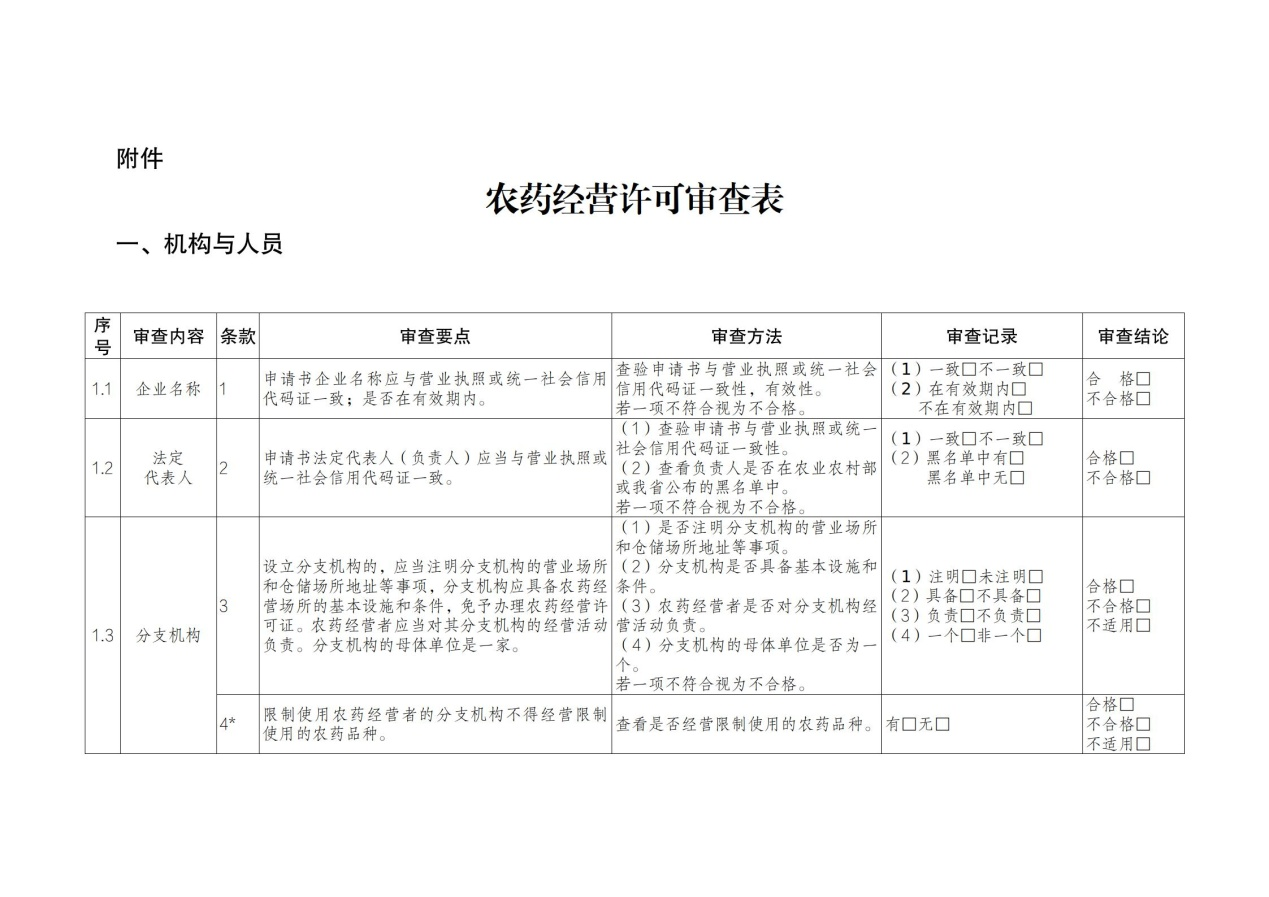 附件
农药经营许可审查表
一、机构与人员
序
号
审查内容
条款
审查要点
审查方法
审查记录
审查结论
1.1
企业名称
1
申请书企业名称应与营业执照或统一社会信用
代码证一致；是否在有效期内。
查验申请书与营业执照或统一社会
信用代码证一致性，有效性。
若一项不符合视为不合格。
（1）一致□不一致□
（2）在有效期内□
不在有效期内□
合　格□
不合格□
1.2
法定
代表人
2
申请书法定代表人（负责人）应当与营业执照或
统一社会信用代码证一致。
（1）查验申请书与营业执照或统一
社会信用代码证一致性。
（2）查看负责人是否在农业农村部
或我省公布的黑名单中。
若一项不符合视为不合格。
（1）一致□不一致□
（2）黑名单中有□
黑名单中无□
合格□
不合格□
1.3
分支机构
3
设立分支机构的，应当注明分支机构的营业场所
和仓储场所地址等事项，分支机构应具备农药经
营场所的基本设施和条件，免予办理农药经营许
可证。农药经营者应当对其分支机构的经营活动
负责。分支机构的母体单位是一家。
（1）是否注明分支机构的营业场所
和仓储场所地址等事项。
（2）分支机构是否具备基本设施和
条件。
（3）农药经营者是否对分支机构经
营活动负责。
（4）分支机构的母体单位是否为一
个。
若一项不符合视为不合格。
（1）注明□未注明□
（2）具备□不具备□
（3）负责□不负责□
（4）一个□非一个□
合格□
不合格□
不适用□
4*
限制使用农药经营者的分支机构不得经营限制
使用的农药品种。
查看是否经营限制使用的农药品种。
有□无□
合格□
不合格□
不适用□